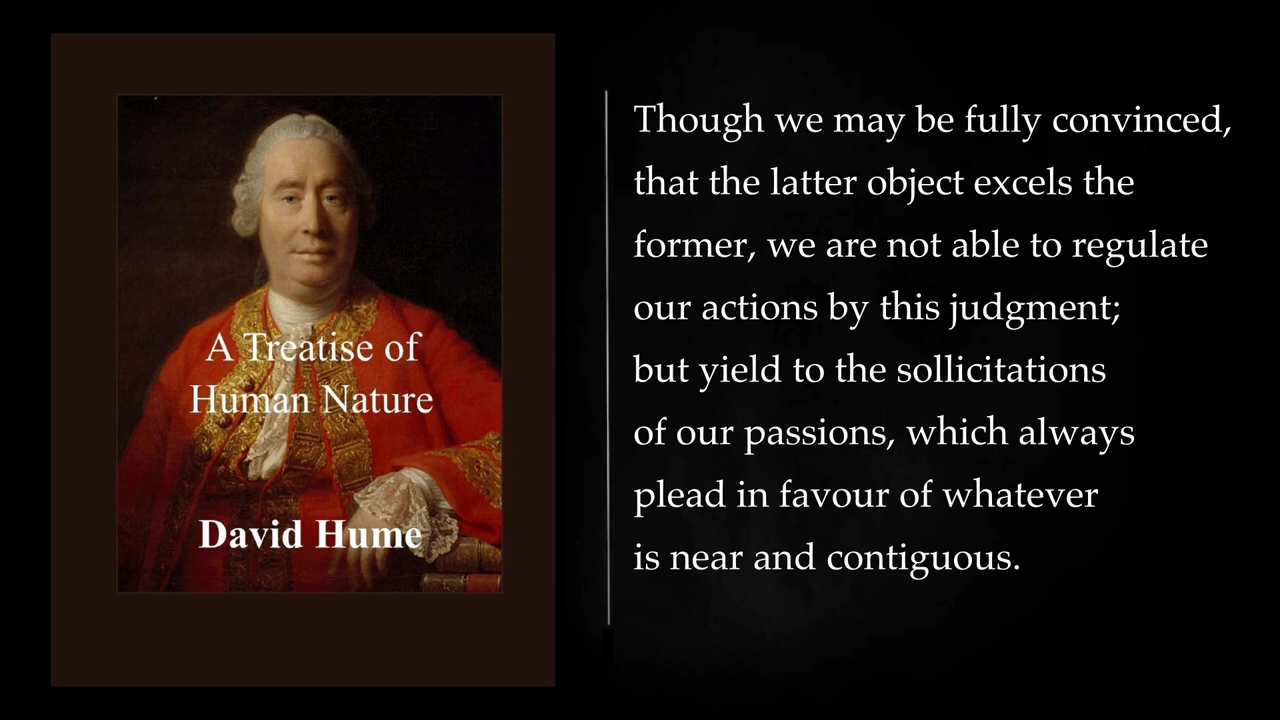 A Treatise of
Human Nature
David Hume
Though we may be fully convinced,
that the latter object excels the
former, we are not able to regulate
our actions by this judgment;
but yield to the sollicitations
of our passions, which always
plead in favour of whatever
is near and contiguous.